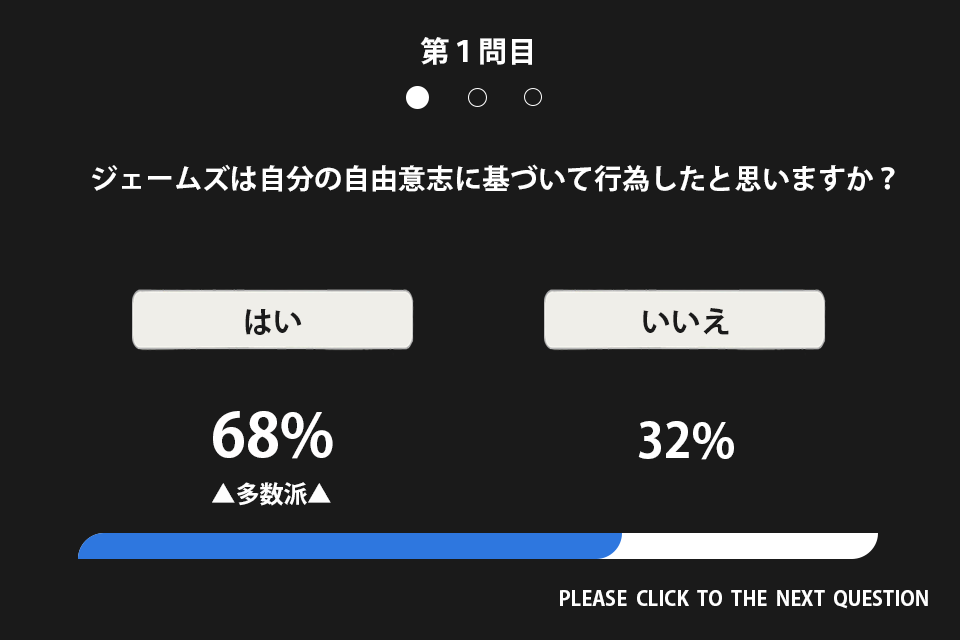 第1問目
ジェームズは自分の自由意志に基づいて行為したと思いますか？
はい
いいえ
68%
32%
▲多数派▲
PLEASE CLICK TO THE NEXT QUESTION